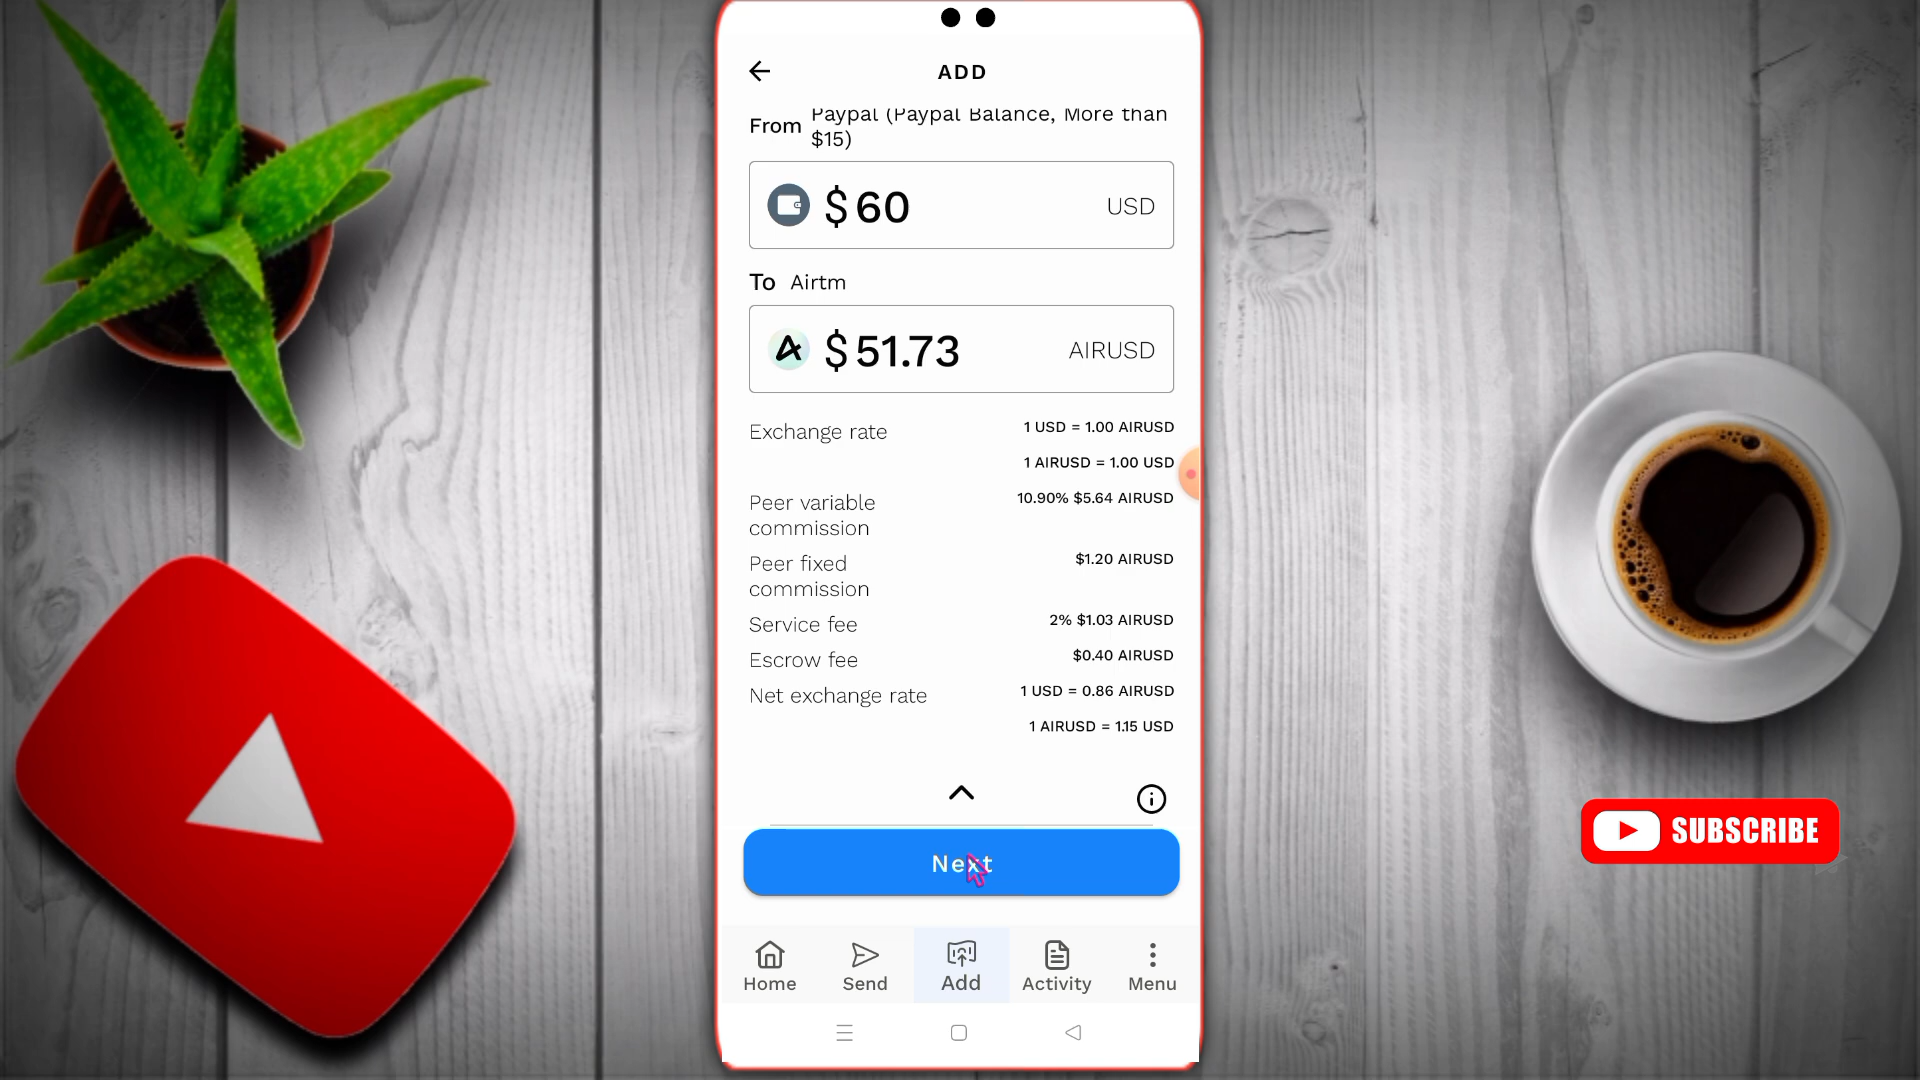 ADD
From Paypal (Paypal Balance, More than
$15)
$ 60 USD
To Airtm
$ 51.73 AIRUSD
Exchange rate 1 USD = 1.00 AIRUSD
1 AIRUSD = 1.00 USD
Peer variable 10.90% $5.64 AIRUSD
commission
Peer fixed $1.20 AIRUSD
commission
Service fee 2% $1.03 AIRUSD
Escrow fee $0.40 AIRUSD
Net exchange rate 1 USD = 0.86 AIRUSD
1 AIRUSD = 1.15 USD
Next
Home Send Add Activity Menu
SUBSCRIBE